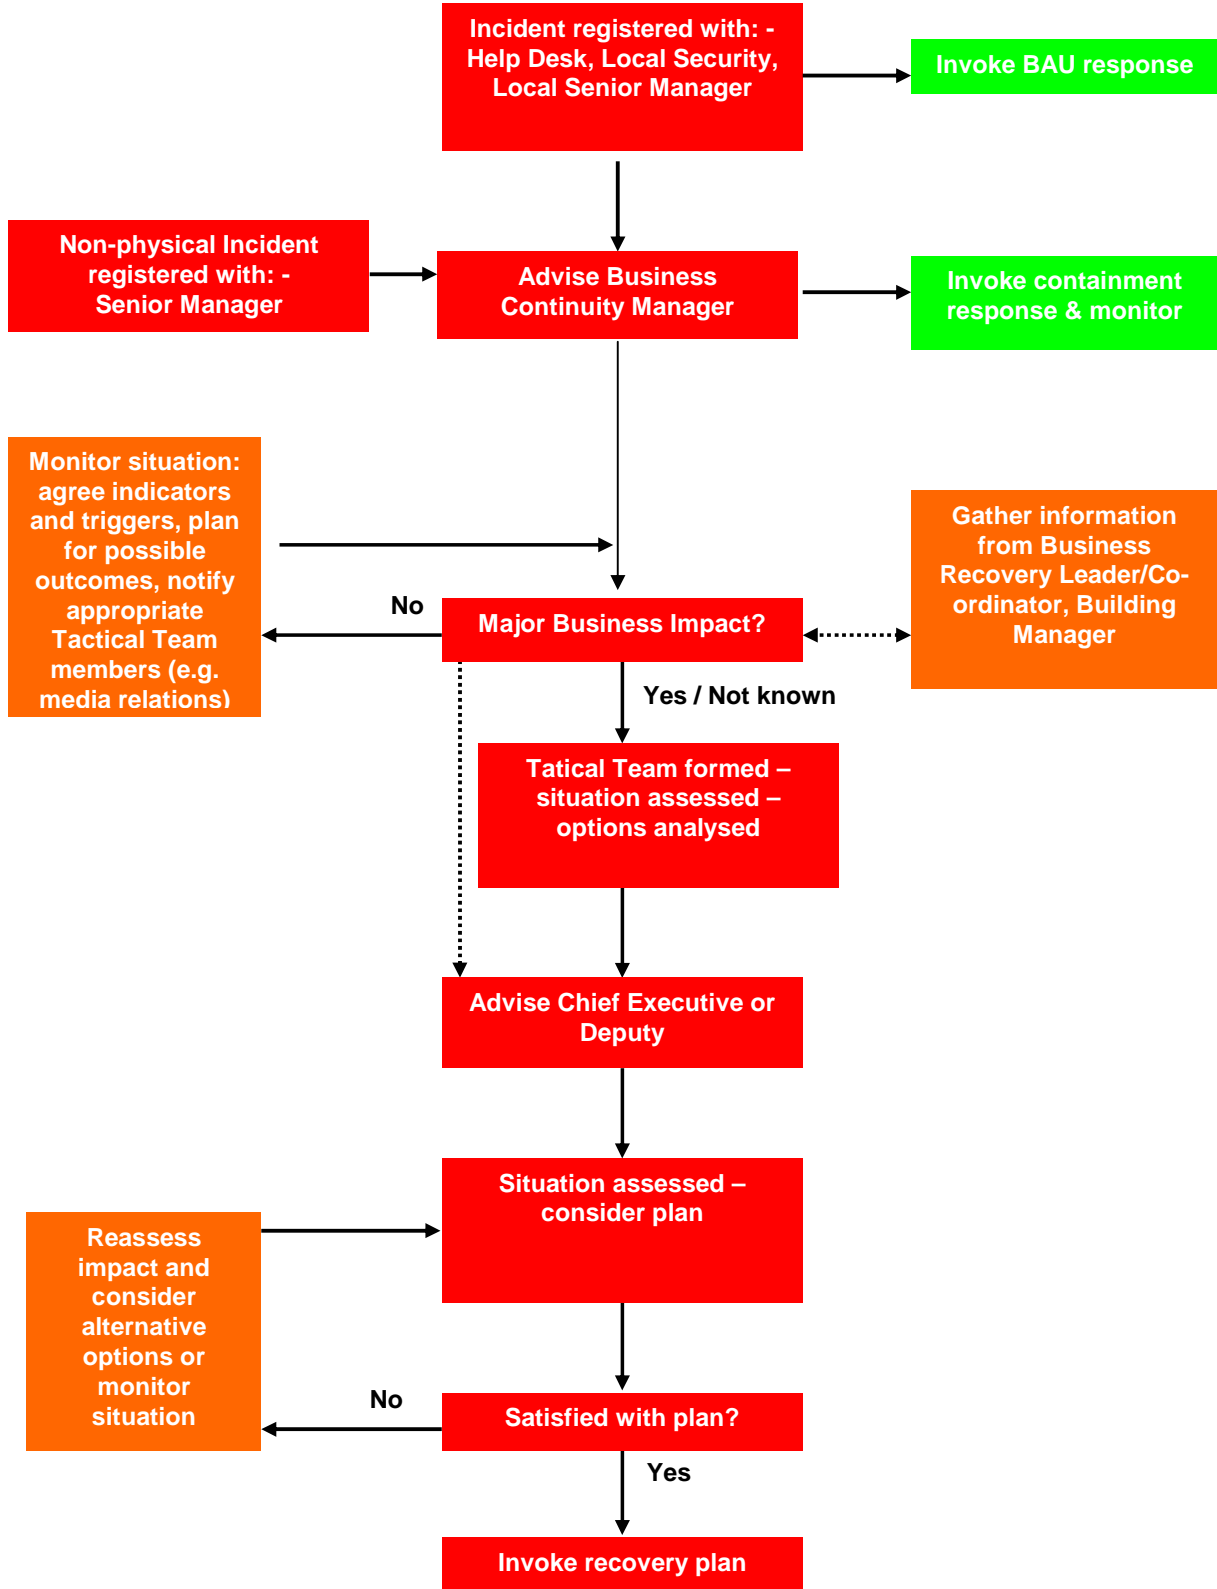 Incident registered with: -
Help Desk, Local Security,
Local Senior Manager
Invoke BAU response
Non-physical Incident
registered with: -
Senior Manager
Advise Business
Continuity Manager
Invoke containment
response & monitor
Monitor situation:
agree indicators
and triggers, plan
for possible
outcomes, notify
appropriate
Tactical Team
members (e.g.
media relations)
Gather information
from Business
Recovery Leader/Co-
ordinator, Building
Manager
No
Major Business Impact?
Yes / Not known
Tatical Team formed –
situation assessed –
options analysed
Advise Chief Executive or
Deputy
Situation assessed –
consider plan
Reassess
impact and
consider
alternative
options or
monitor
situation
No
Satisfied with plan?
Yes
Invoke recovery plan